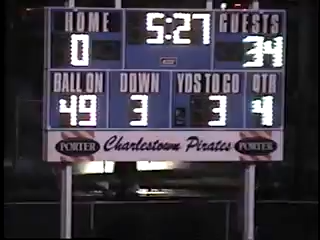 HOME 5:27 GUESTS
0 34
BALL ON DOWN YDS TO GO QTR
49 3 3 4
PORTER Charlestown Pirates PORTER